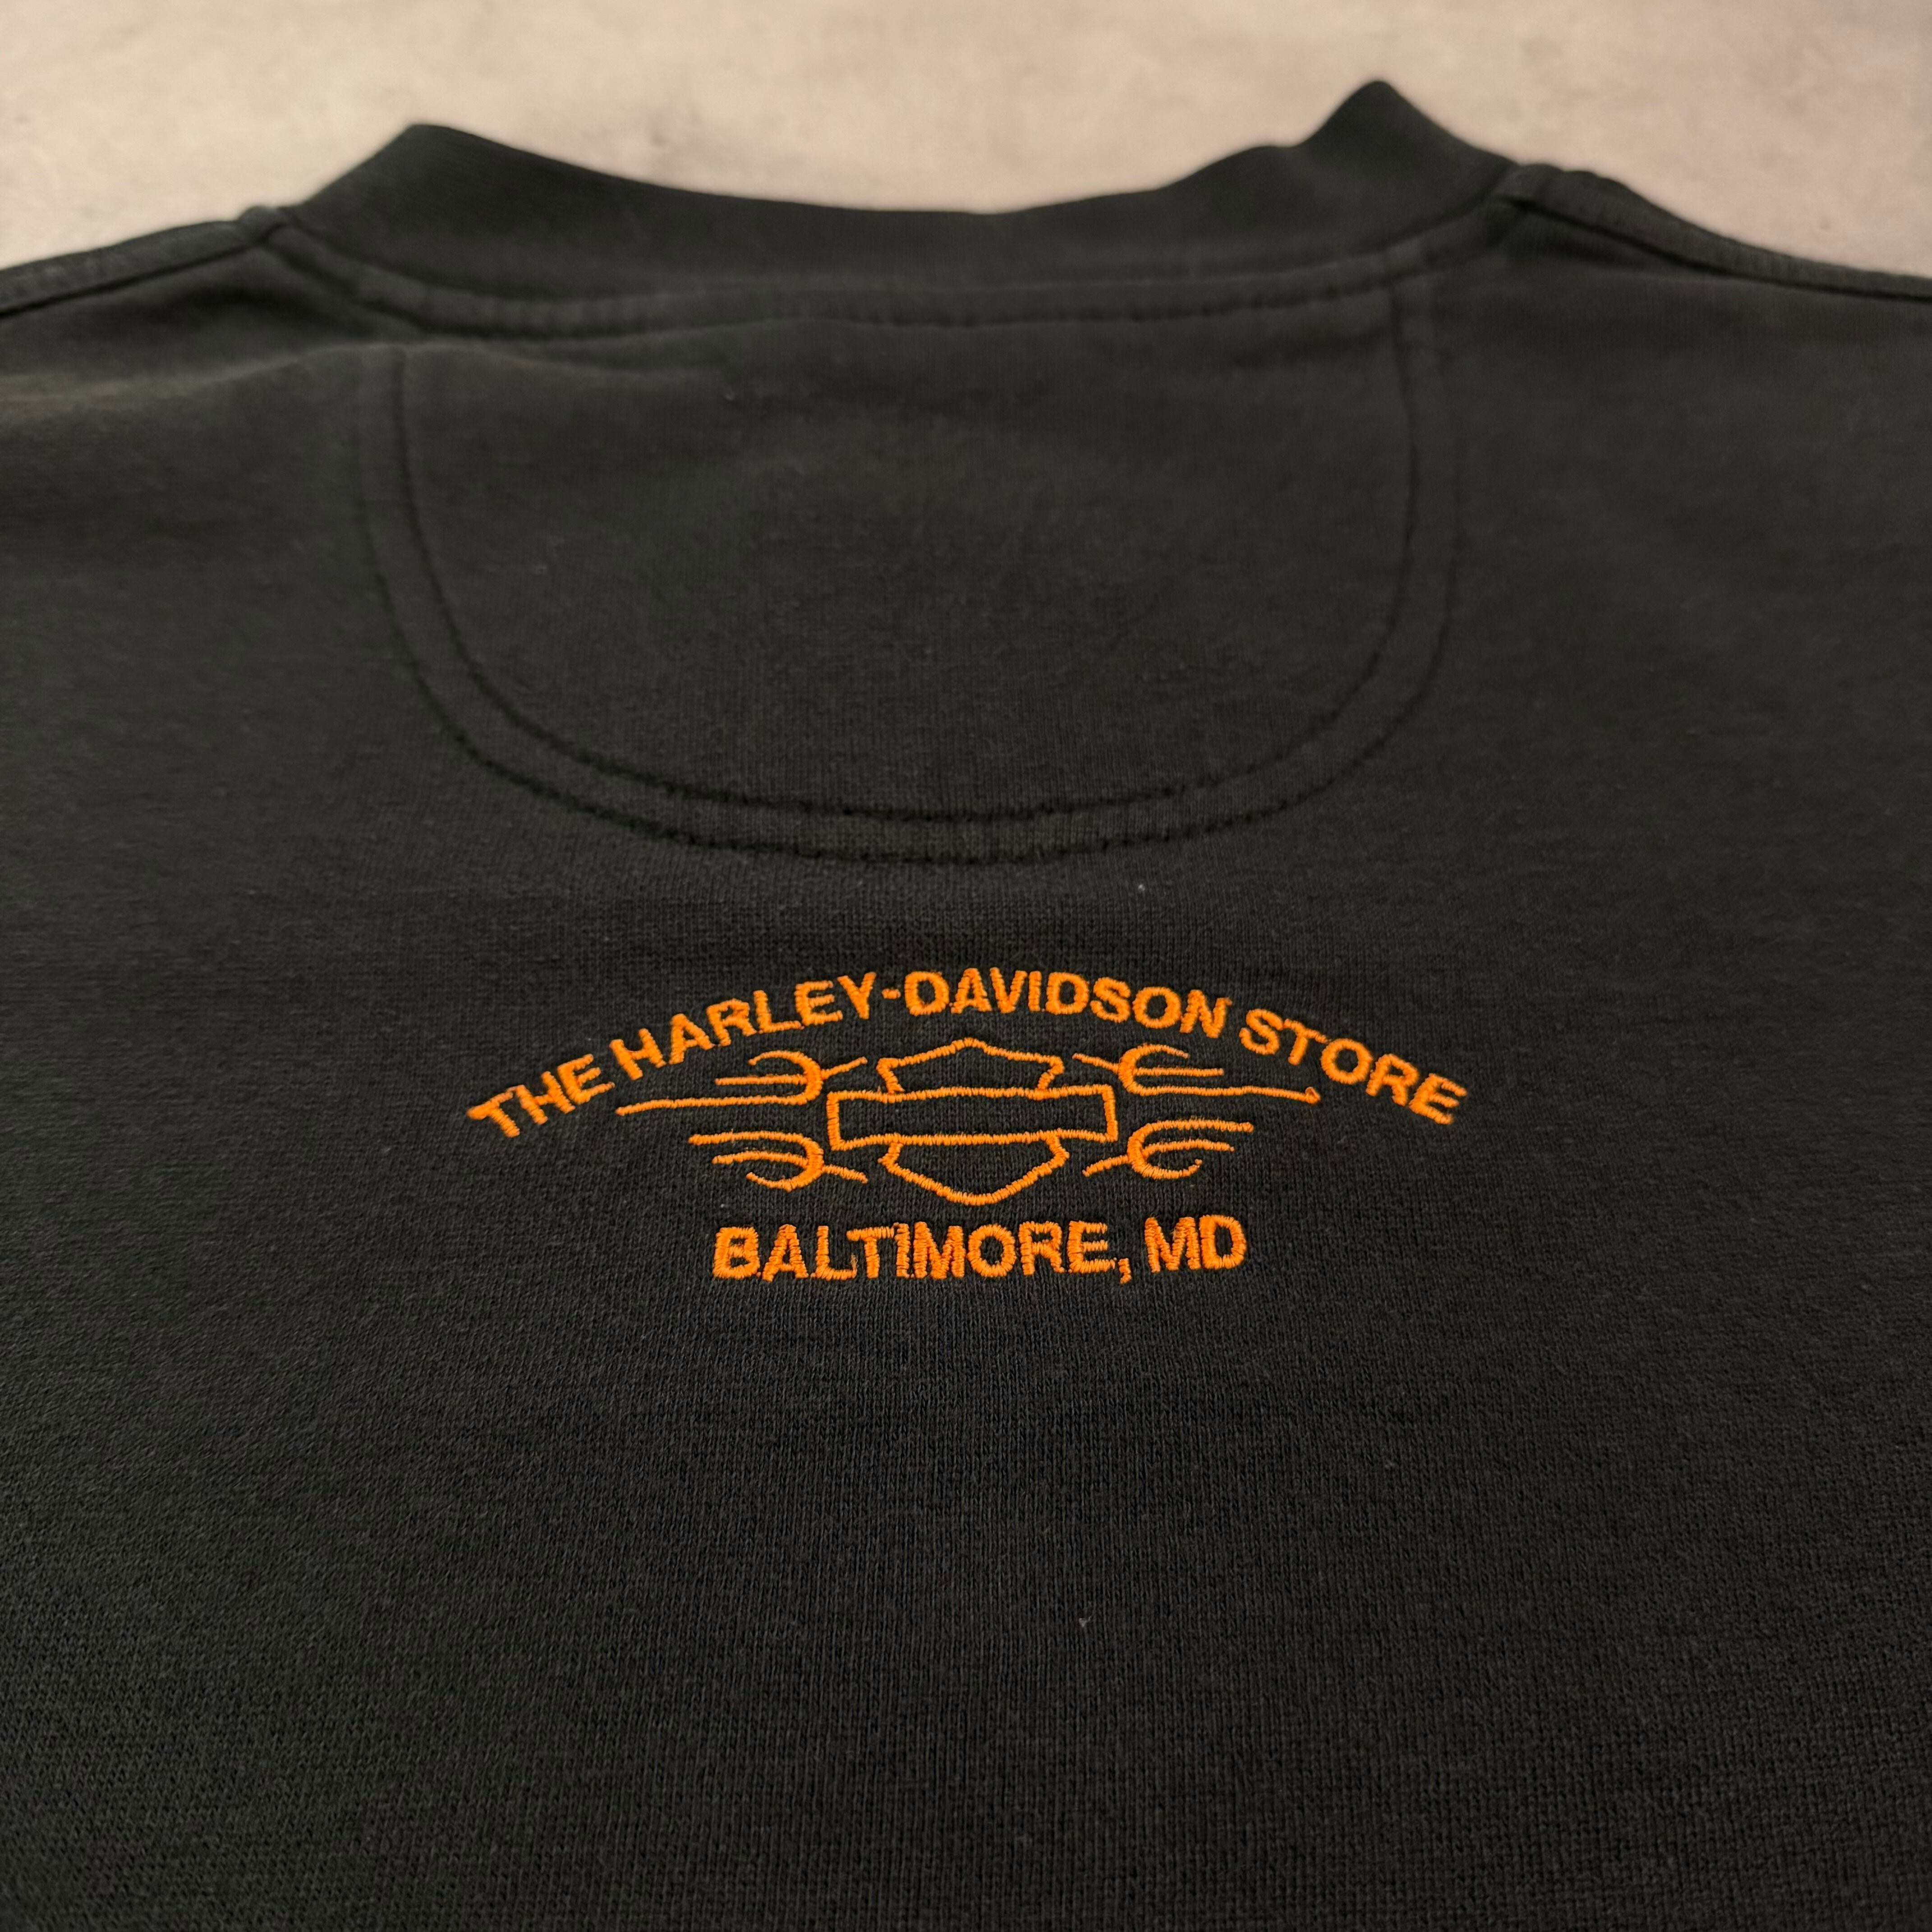 THE HARLEY-DAVIDSON STORE
BALTIMORE, MD